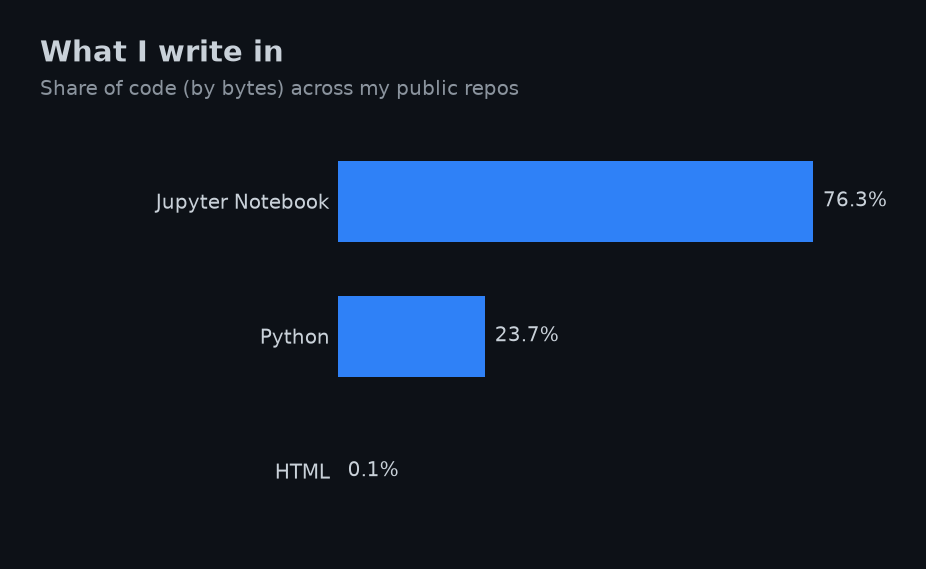 What I write in
Share of code (by bytes) across my public repos
Jupyter Notebook 76.3%
Python 23.7%
HTML 0.1%